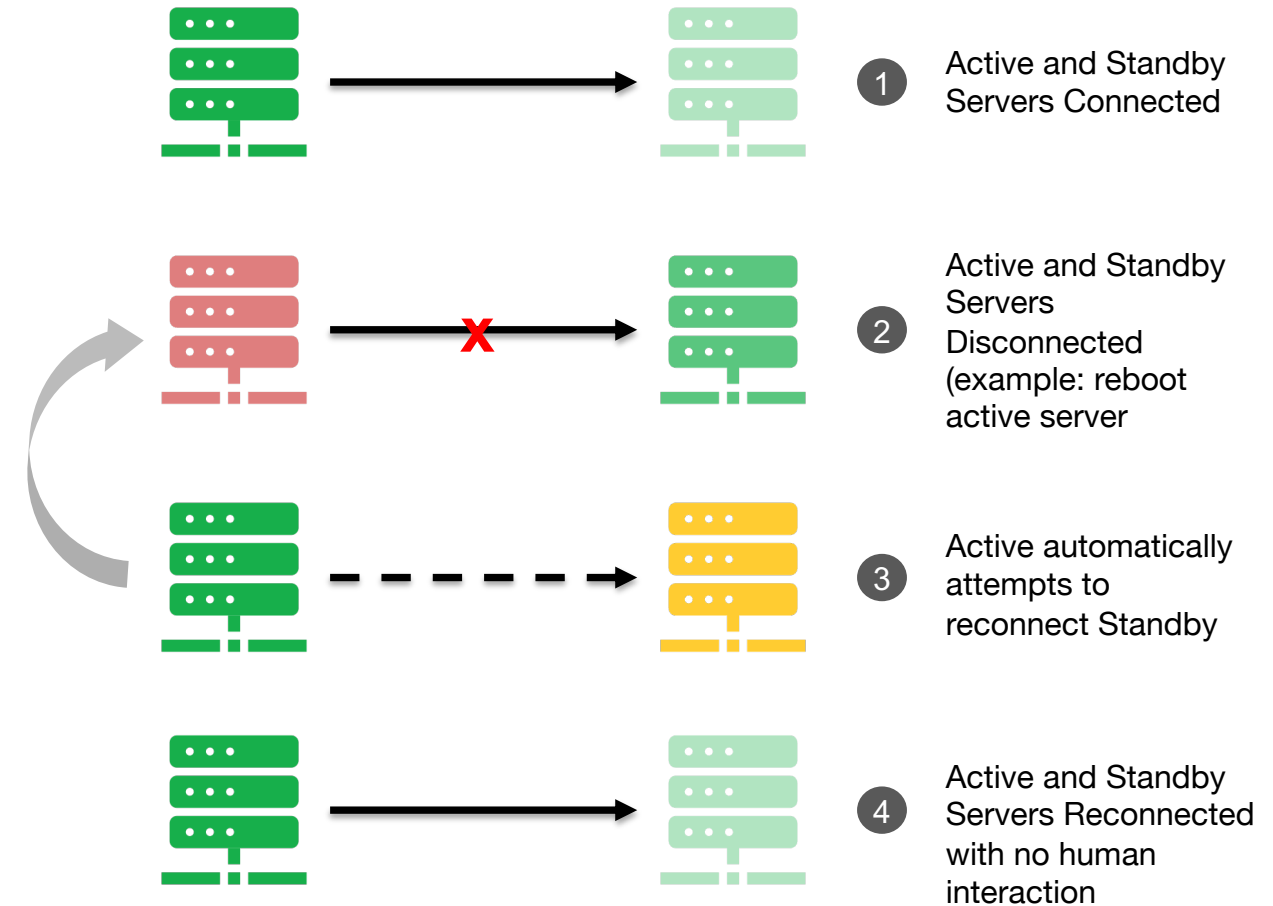 1
Active and Standby
Servers Connected
X
2
Active and Standby
Servers
Disconnected
(example: reboot
active server
3
Active automatically
attempts to
reconnect Standby
4
Active and Standby
Servers Reconnected
with no human
interaction